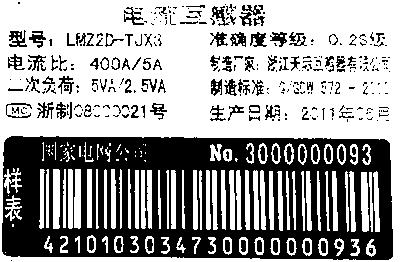 电流互感器
型号: LMZ2D-TJX3 准确度等级: 0.2S级
电流比: 400A/5A 制造厂家: 浙江天际互感器有限公司
二次负荷: 5VA/2.5VA 制造标准: Q/GDW 572-2010
MC 浙制08000021号 生产日期: 2011年06月
国家电网公司 No. 3000000093
样表
4210103034730000000936